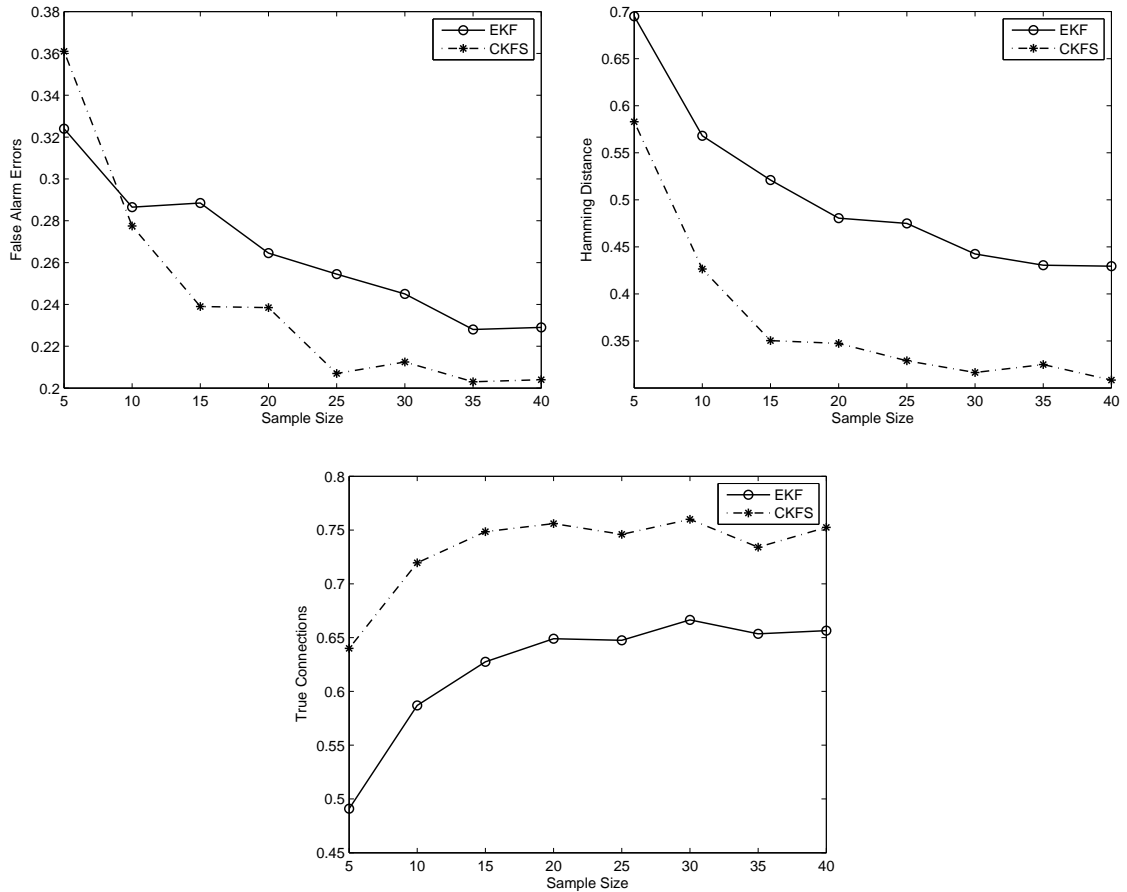 0.38
0.36
0.34
0.32
0.3
0.28
0.26
0.24
0.22
0.2
False Alarm Errors
5 10 15 20 25 30 35 40
Sample Size
EKF
CKFS
0.7
0.65
0.6
0.55
0.5
0.45
0.4
0.35
Hamming Distance
5 10 15 20 25 30 35 40
Sample Size
EKF
CKFS
0.8
0.75
0.7
0.65
0.6
0.55
0.5
0.45
True Connections
5 10 15 20 25 30 35 40
Sample Size
EKF
CKFS